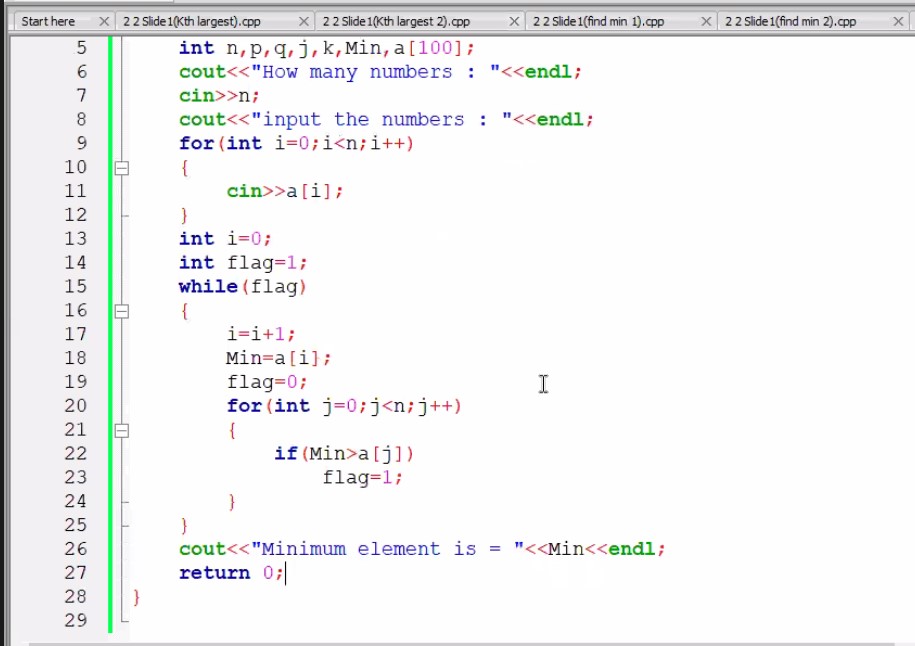 Start here 2 2 Slide1(Kth largest).cpp 2 2 Slide1(Kth largest 2).cpp 2 2 Slide1(find min 1).cpp 2 2 Slide1(find min 2).cpp
5 int n,p,q,j,k,Min,a[100];
6 cout<<"How many numbers : "<<endl;
7 cin>>n;
8 cout<<"input the numbers : "<<endl;
9 for(int i=0;i<n;i++)
10 {
11 cin>>a[i];
12 }
13 int i=0;
14 int flag=1;
15 while(flag)
16 {
17 i=i+1;
18 Min=a[i];
19 flag=0;
20 for(int j=0;j<n;j++)
21 {
22 if(Min>a[j])
23 flag=1;
24 }
25 }
26 cout<<"Minimum element is = "<<Min<<endl;
27 return 0;
28 }
29